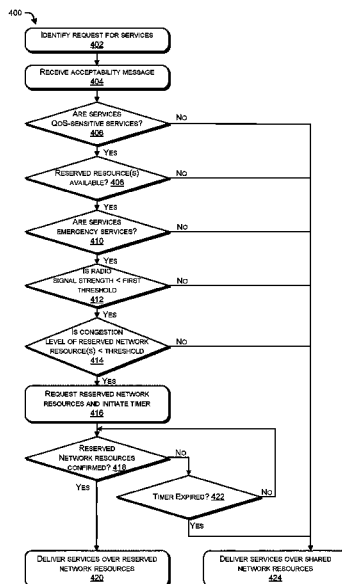 400
IDENTIFY REQUEST FOR SERVICES
402
RECEIVE ACCEPTABILITY MESSAGE
404
ARE SERVICES
QOS-SENSITIVE SERVICES?
406
NO
YES
RESERVED RESOURCE(S)
AVAILABLE? 408
NO
YES
ARE SERVICES
EMERGENCY SERVICES?
410
NO
YES
IS RADIO
SIGNAL STRENGTH < FIRST
THRESHOLD
412
NO
YES
IS CONGESTION
LEVEL OF RESERVED NETWORK
RESOURCE(S) < THRESHOLD
414
NO
YES
REQUEST RESERVED NETWORK
RESOURCES AND INITIATE TIMER
416
RESERVED
NETWORK RESOURCES
CONFIRMED? 418
NO
YES
TIMER EXPIRED? 422
NO
YES
DELIVER SERVICES OVER RESERVED
NETWORK RESOURCES
420
DELIVER SERVICES OVER SHARED
NETWORK RESOURCES
424